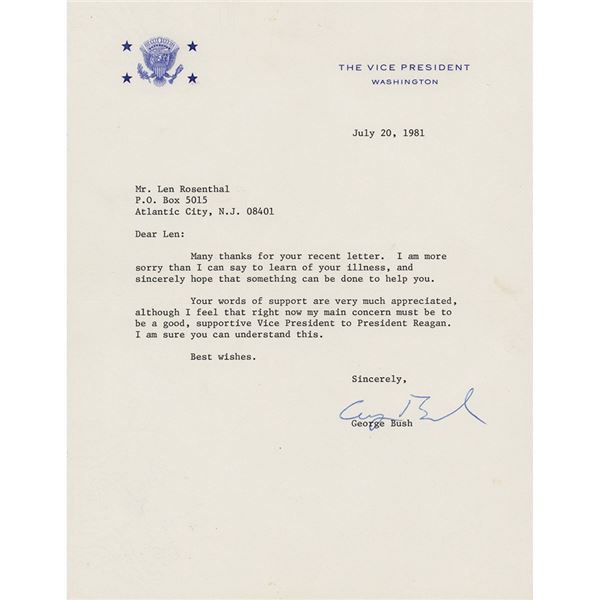 THE VICE PRESIDENT
WASHINGTON
July 20, 1981
Mr. Len Rosenthal
P.O. Box 5015
Atlantic City, N.J. 08401
Dear Len:
Many thanks for your recent letter. I am more
sorry than I can say to learn of your illness, and
sincerely hope that something can be done to help you.
Your words of support are very much appreciated,
although I feel that right now my main concern must be to
be a good, supportive Vice President to President Reagan.
I am sure you can understand this.
Best wishes.
Sincerely,
George Bush